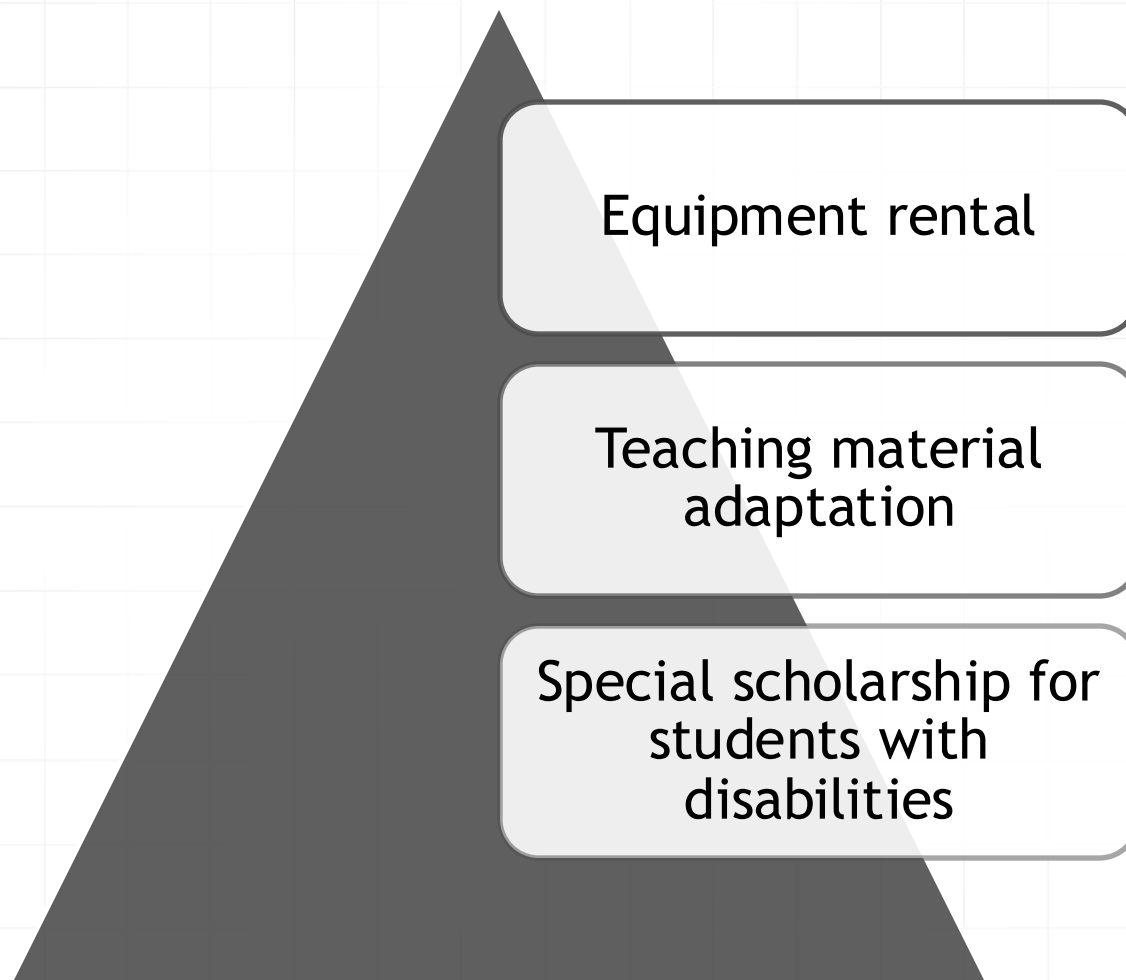 Equipment rental
Teaching material
adaptation
Special scholarship for
students with
disabilities